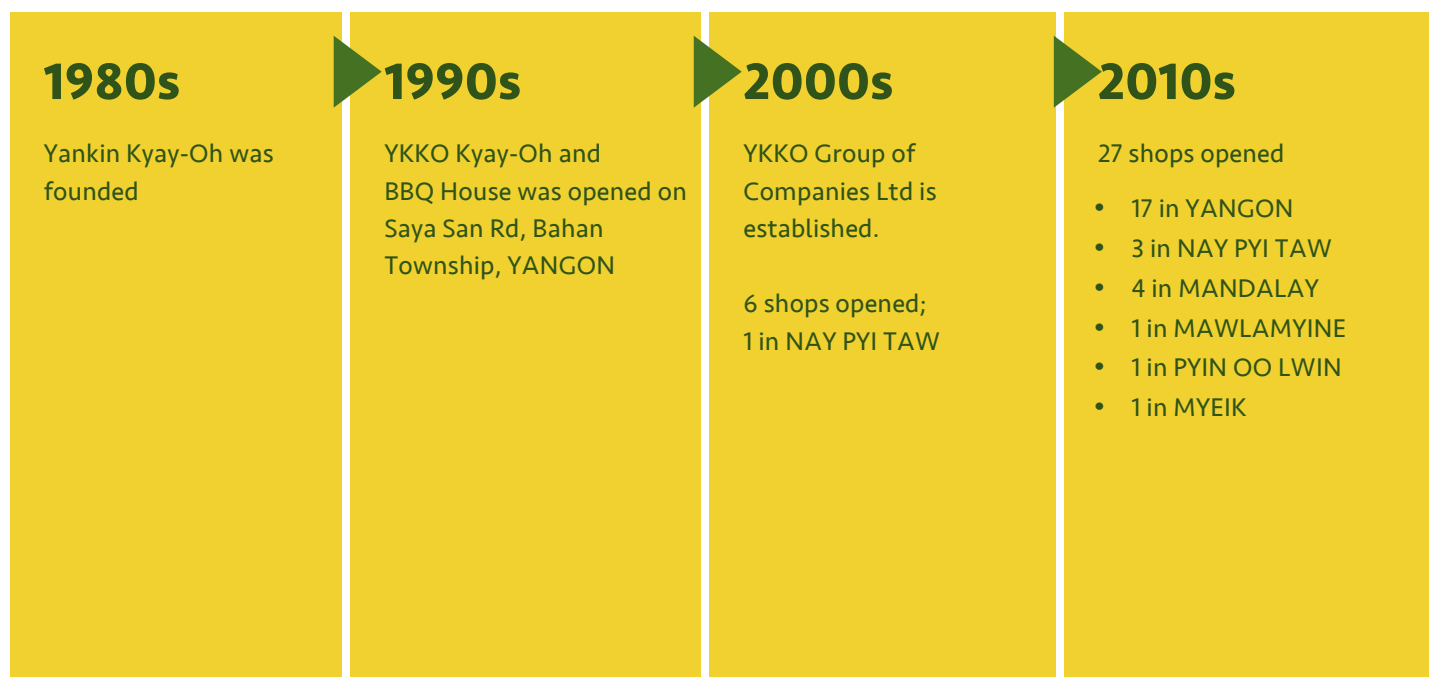 1980s
Yankin Kyay-Oh was
founded
1990s
YKKO Kyay-Oh and
BBQ House was opened on
Saya San Rd, Bahan
Township, YANGON
2000s
YKKO Group of
Companies Ltd is
established.
6 shops opened;
1 in NAY PYI TAW
2010s
27 shops opened
• 17 in YANGON
• 3 in NAY PYI TAW
• 4 in MANDALAY
• 1 in MAWLAMYINE
• 1 in PYIN OO LWIN
• 1 in MYEIK